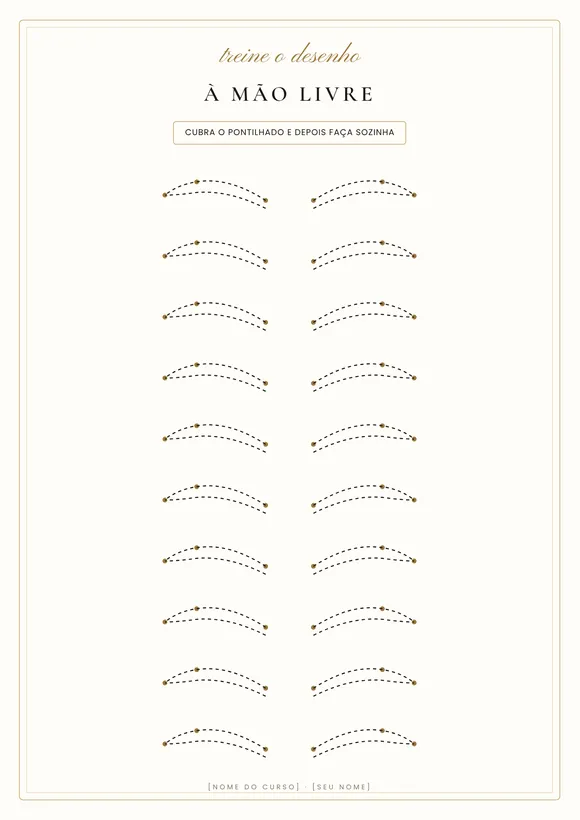 treine o desenho
À MÃO LIVRE
CUBRA O PONTILHADO E DEPOIS FAÇA SOZINHA
[NOME DO CURSO] · [SEU NOME]